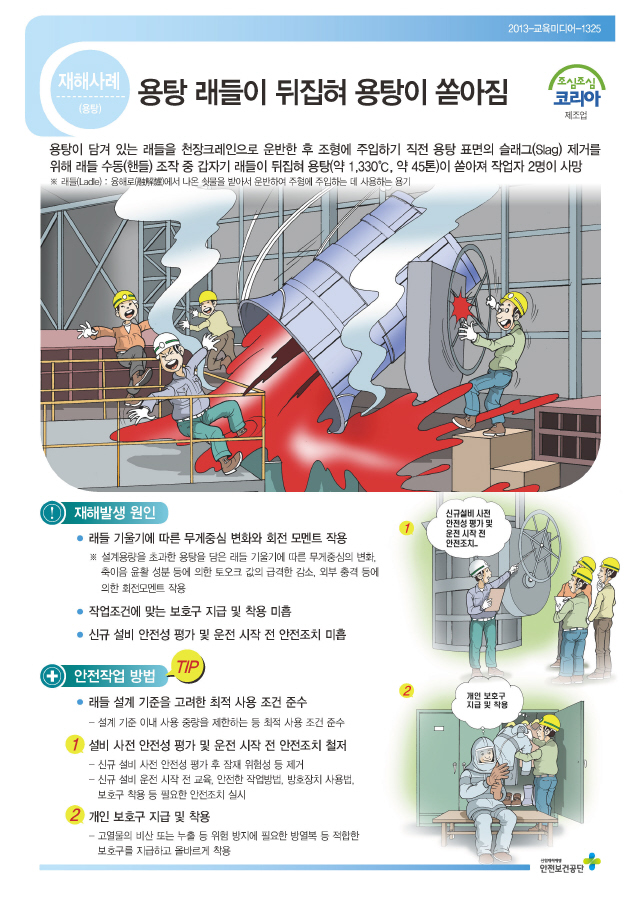 2013-교육미디어-1325
재해사례
(용탕)
용탕 래들이 뒤집혀 용탕이 쏟아짐
조심조심
코리아
제조업
용탕이 담겨 있는 래들을 천장크레인으로 운반한 후 조형에 주입하기 직전 용탕 표면의 슬래그(Slag) 제거를
위해 래들 수동(핸들) 조작 중 갑자기 래들이 뒤집혀 용탕(약 1,330℃, 약 45톤)이 쏟아져 작업자 2명이 사망
※ 래들(Ladle) : 융해로(融解爐)에서 나온 쇳물을 받아서 운반하여 주형에 주입하는 데 사용하는 용기
재해발생 원인
● 래들 기울기에 따른 무게중심 변화와 회전 모멘트 작용
※ 설계용량을 초과한 용탕을 담은 래들 기울기에 따른 무게중심의 변화,
축이음 윤활 성분 등에 의한 토오크 값의 급격한 감소, 외부 충격 등에
의한 회전모멘트 작용
● 작업조건에 맞는 보호구 지급 및 착용 미흡
● 신규 설비 안전성 평가 및 운전 시작 전 안전조치 미흡
1
신규설비 사전
안전성 평가 및
운전 시작 전
안전조치..
안전작업 방법
TIP
● 래들 설계 기준을 고려한 최적 사용 조건 준수
- 설계 기준 이내 사용 중량을 제한하는 등 최적 사용 조건 준수
1 설비 사전 안전성 평가 및 운전 시작 전 안전조치 철저
- 신규 설비 사전 안전성 평가 후 잠재 위험성 등 제거
- 신규 설비 운전 시작 전 교육, 안전한 작업방법, 방호장치 사용법,
보호구 착용 등 필요한 안전조치 실시
2 개인 보호구 지급 및 착용
- 고열물의 비산 또는 누출 등 위험 방지에 필요한 방열복 등 적합한
보호구를 지급하고 올바르게 착용
2
개인 보호구
지급 및 착용
산업재해예방
안전보건공단